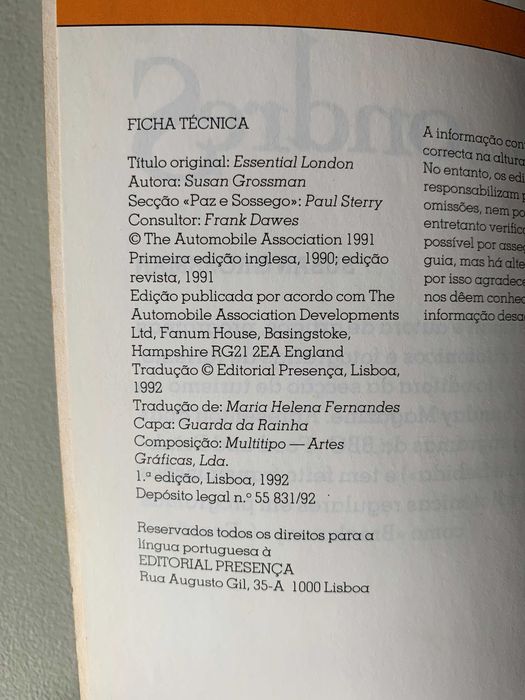 FICHA TÉCNICA
Título original: Essential London
Autora: Susan Grossman
Secção «Paz e Sossego»: Paul Sterry
Consultor: Frank Dawes
© The Automobile Association 1991
Primeira edição inglesa, 1990; edição
revista, 1991
Edição publicada por acordo com The
Automobile Association Developments
Ltd, Fanum House, Basingstoke,
Hampshire RG21 2EA England
Tradução © Editorial Presença, Lisboa,
1992
Tradução de: Maria Helena Fernandes
Capa: Guarda da Rainha
Composição: Multitipo — Artes
Gráficas, Lda.
1.ª edição, Lisboa, 1992
Depósito legal n.º 55 831/92
Reservados todos os direitos para a
língua portuguesa à
EDITORIAL PRESENÇA
Rua Augusto Gil, 35-A 1000 Lisboa
A informação con
correcta na altura
No entanto, os edi
responsabilizam p
omissões, nem po
entretanto verific
possível por asseg
guia, mas há alte
por isso agradece
nos dêem conhec
informação desa